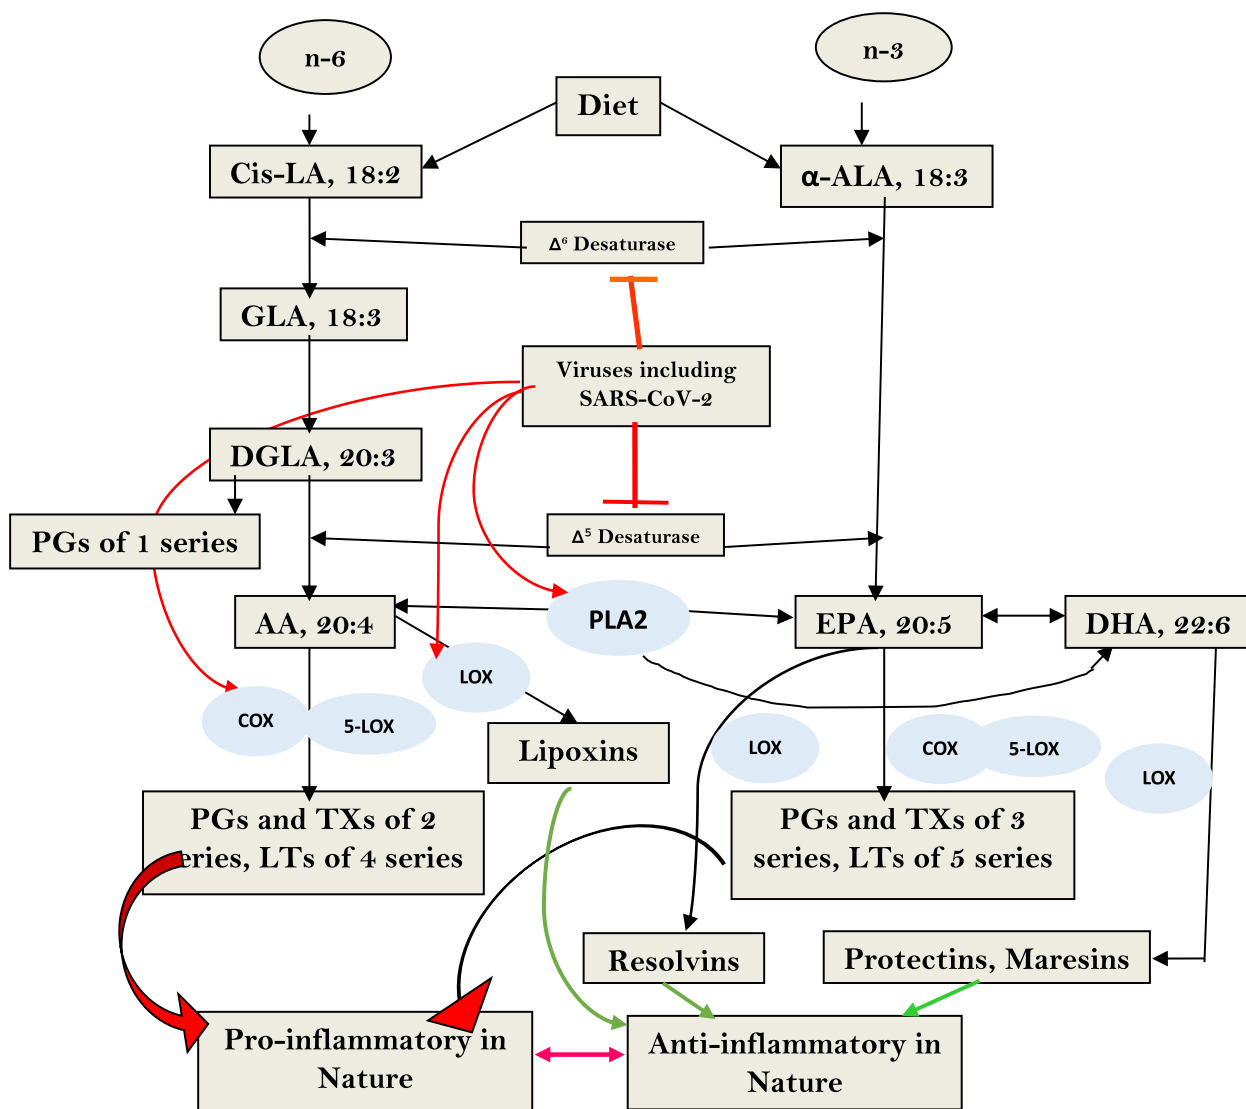 n-6
n-3
Diet
Cis-LA, 18:2
α-ALA, 18:3
Δ⁶ Desaturase
GLA, 18:3
Viruses including
SARS-CoV-2
DGLA, 20:3
PGs of 1 series
Δ⁵ Desaturase
AA, 20:4
PLA2
EPA, 20:5
DHA, 22:6
LOX
COX
5-LOX
Lipoxins
LOX
COX
5-LOX
LOX
PGs and TXs of 2
eries, LTs of 4 series
PGs and TXs of 3
series, LTs of 5 series
Resolvins
Protectins, Maresins
Pro-inflammatory in
Nature
Anti-inflammatory in
Nature